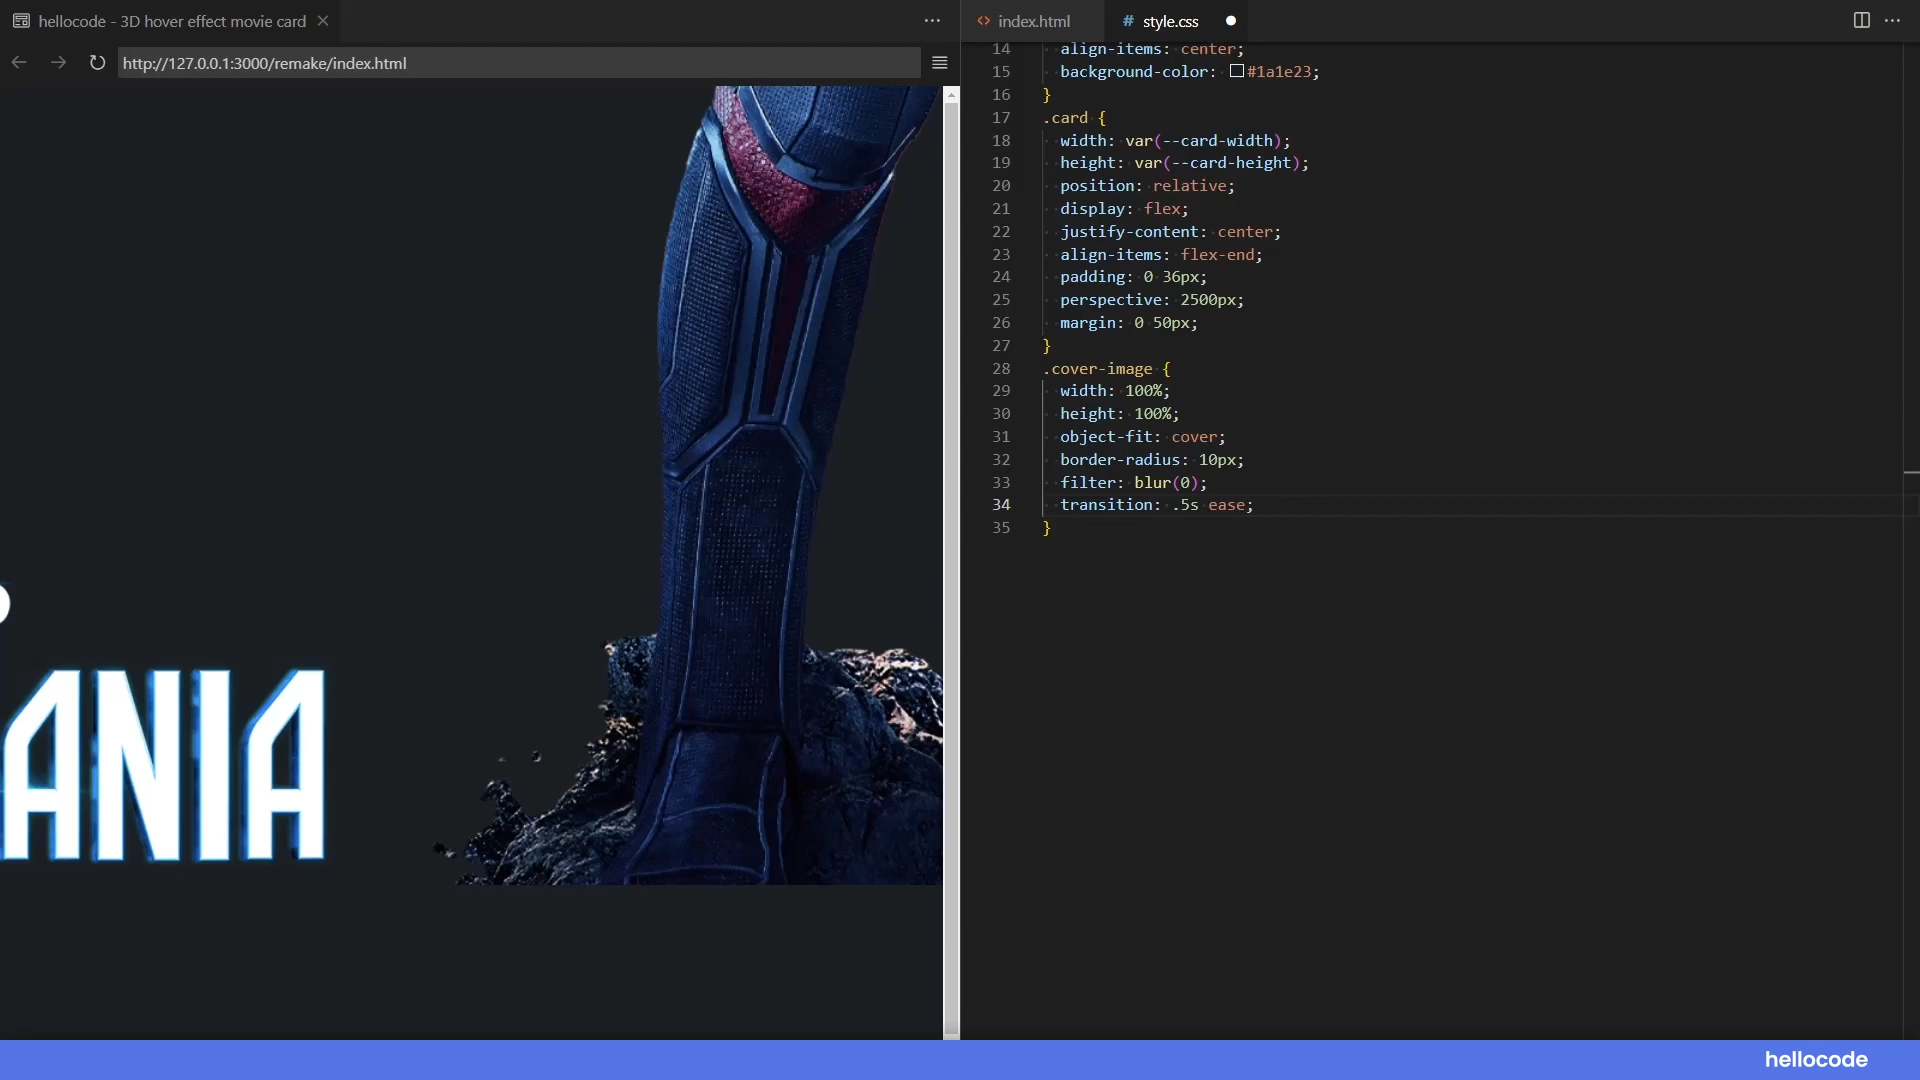 hellocode - 3D hover effect movie card
http://127.0.0.1:3000/remake/index.html
ANIA
index.html
# style.css
14 align-items: center;
15 background-color: #1a1e23;
16 }
17 .card {
18 width: var(--card-width);
19 height: var(--card-height);
20 position: relative;
21 display: flex;
22 justify-content: center;
23 align-items: flex-end;
24 padding: 0 36px;
25 perspective: 2500px;
26 margin: 0 50px;
27 }
28 .cover-image {
29 width: 100%;
30 height: 100%;
31 object-fit: cover;
32 border-radius: 10px;
33 filter: blur(0);
34 transition: .5s ease;
35 }
hellocode